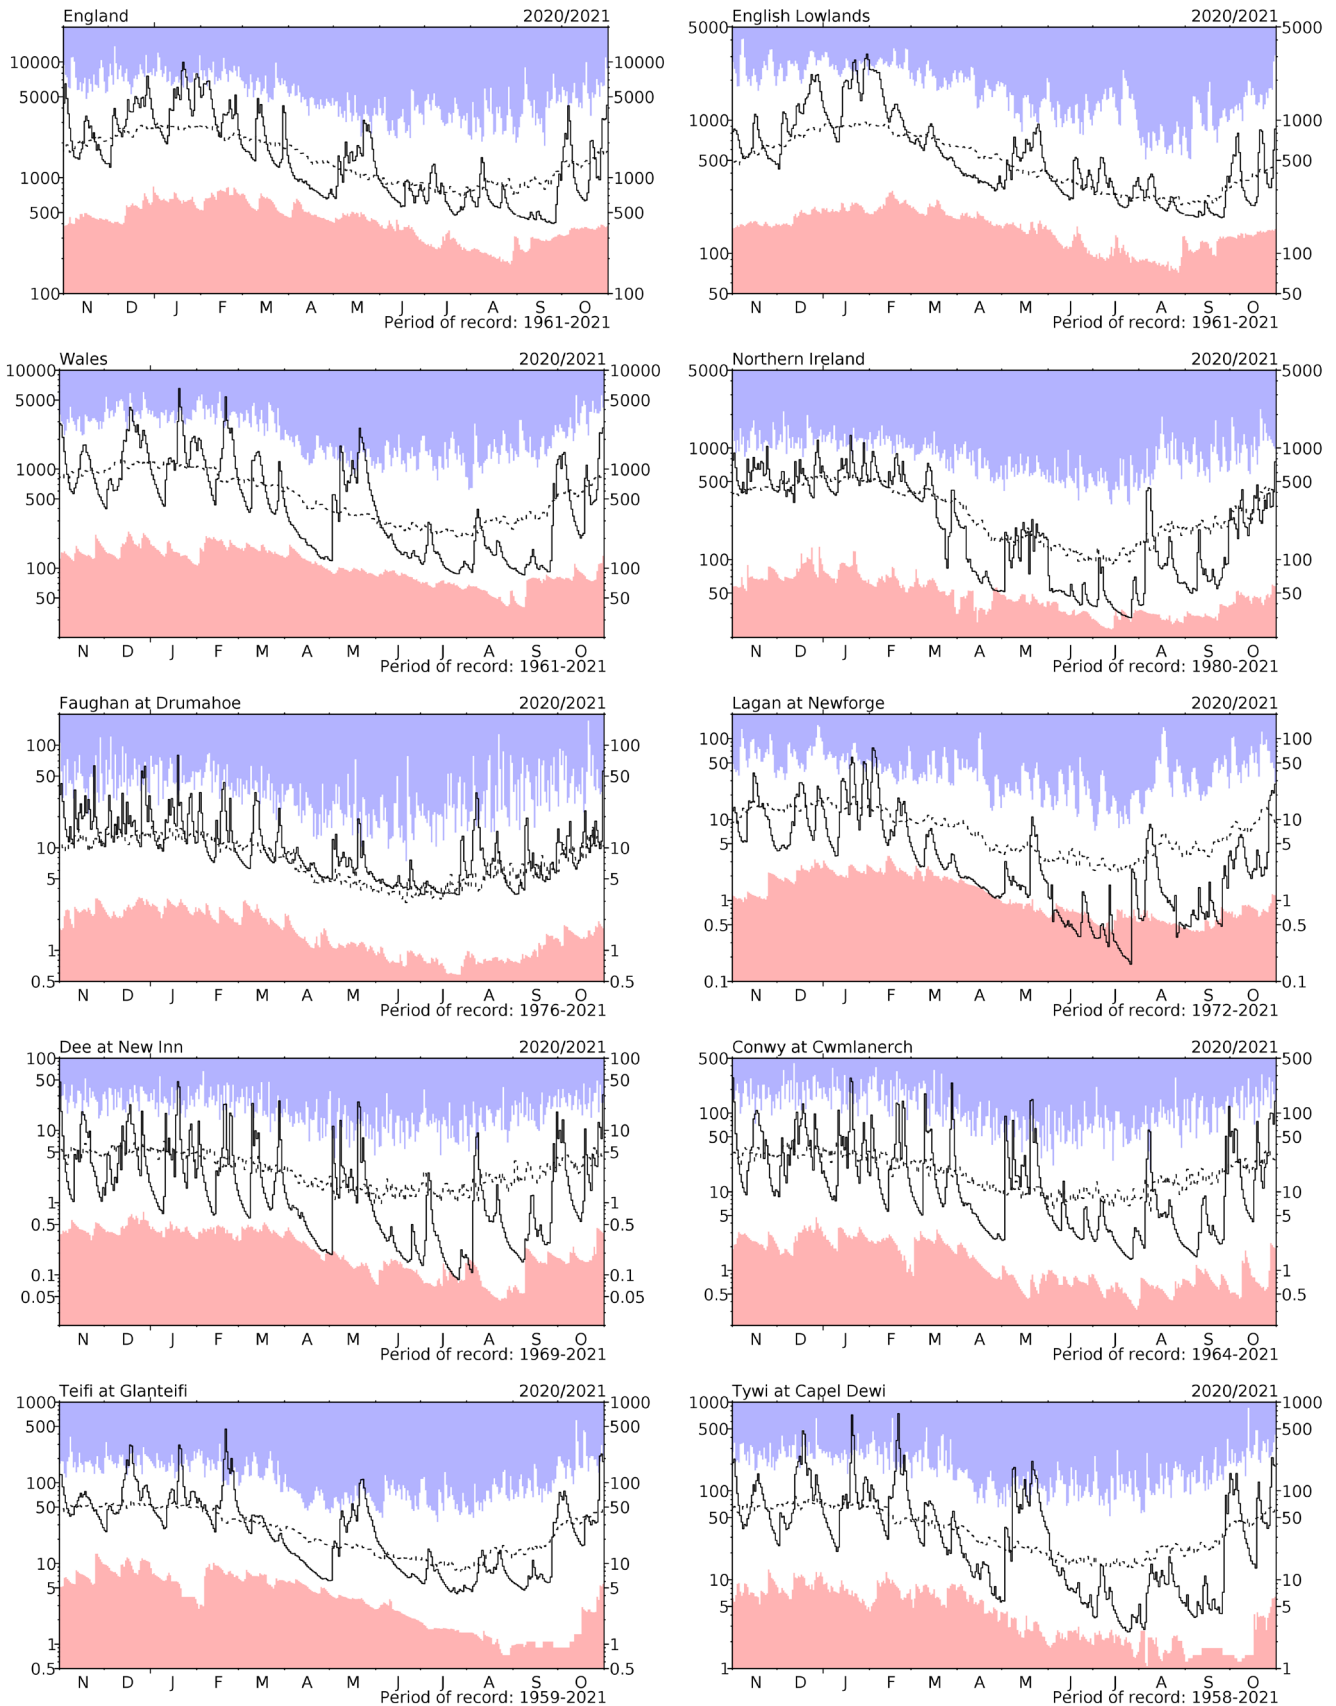 England 2020/2021 English Lowlands 2020/2021
10000 10000 5000 5000
5000 5000
1000 1000 1000 1000
500 500 500 500
100 100
100 100 50 50
N D J F M A M J J A S O N D J F M A M J J A S O
Period of record: 1961-2021 Period of record: 1961-2021
Wales 2020/2021 Northern Ireland 2020/2021
10000 10000 5000 5000
5000 5000
1000 1000 1000 1000
500 500 500 500
100 100 100 100
50 50 50 50
N D J F M A M J J A S O N D J F M A M J J A S O
Period of record: 1961-2021 Period of record: 1980-2021
Faughan at Drumahoe 2020/2021 Lagan at Newforge 2020/2021
100 100 100 100
50 50 50 50
10 10 10 10
5 5 5 5
1 1 1 1
0.5 0.5 0.5 0.5
0.1 0.1
N D J F M A M J J A S O N D J F M A M J J A S O
Period of record: 1976-2021 Period of record: 1972-2021
Dee at New Inn 2020/2021 Conwy at Cwmlanerch 2020/2021
100 100 500 500
50 50 100 100
10 10 50 50
5 5 10 10
1 1 5 5
0.5 0.5 1 1
0.1 0.1 0.5 0.5
0.05 0.05
N D J F M A M J J A S O N D J F M A M J J A S O
Period of record: 1969-2021 Period of record: 1964-2021
Teifi at Glanteifi 2020/2021 Tywi at Capel Dewi 2020/2021
1000 1000 1000 1000
500 500 500 500
100 100 100 100
50 50 50 50
10 10 10 10
5 5 5 5
1 1
0.5 0.5 1 1
N D J F M A M J J A S O N D J F M A M J J A S O
Period of record: 1959-2021 Period of record: 1958-2021